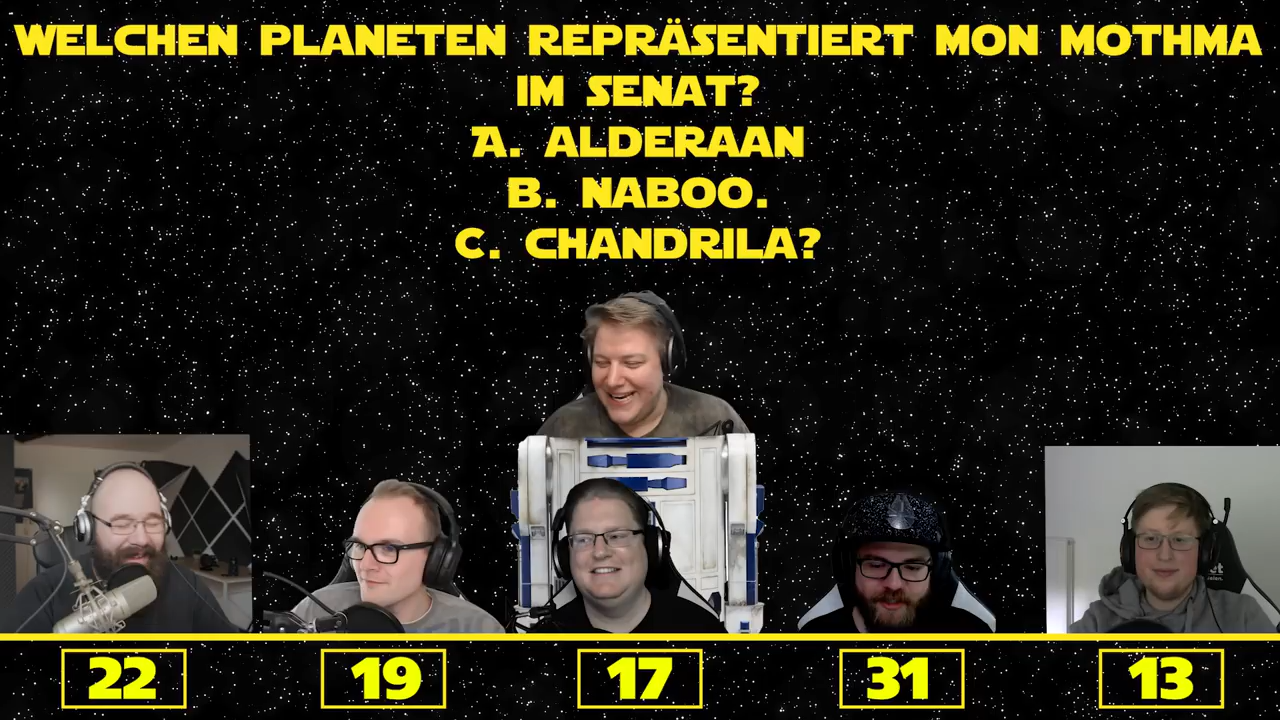 WELCHEN PLANETEN REPRÄSENTIERT MON MOTHMA
IM SENAT?
A. ALDERAAN
B. NABOO.
C. CHANDRILA?
22
19
17
31
13